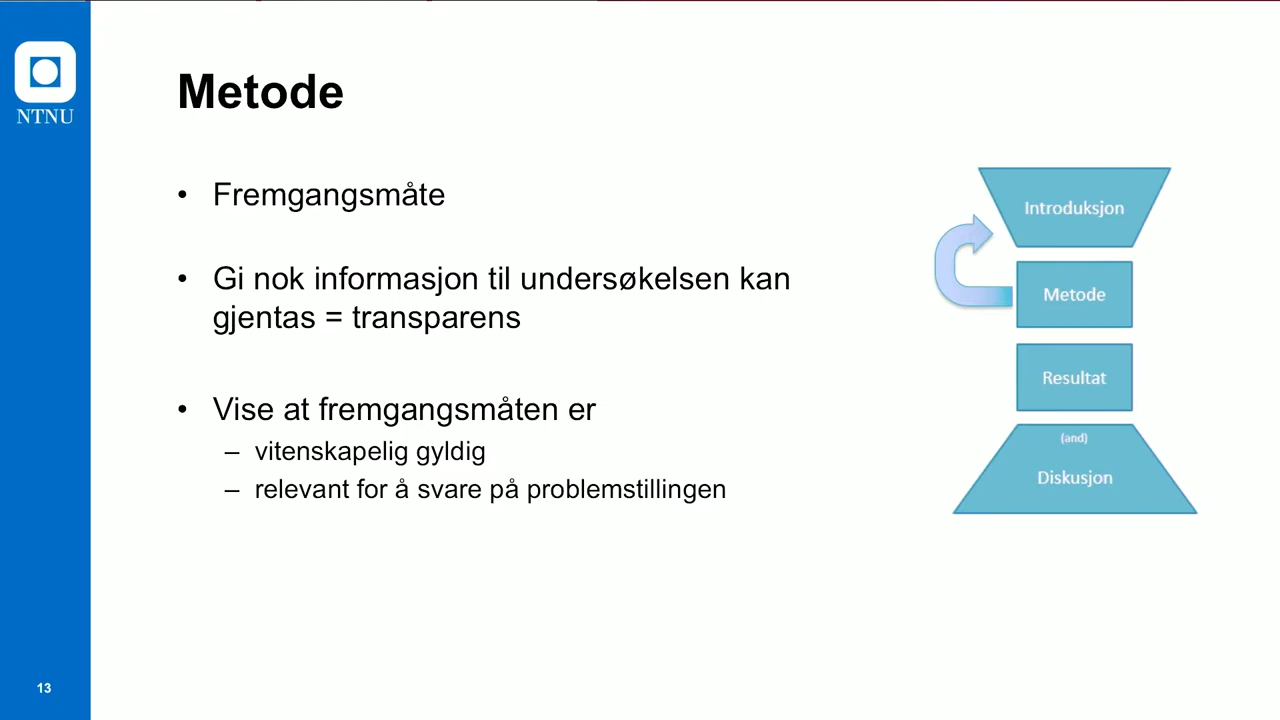 NTNU
Metode
• Fremgangsmåte
• Gi nok informasjon til undersøkelsen kan
gjentas = transparens
• Vise at fremgangsmåten er
– vitenskapelig gyldig
– relevant for å svare på problemstillingen
Introduksjon
Metode
Resultat
(and)
Diskusjon
13